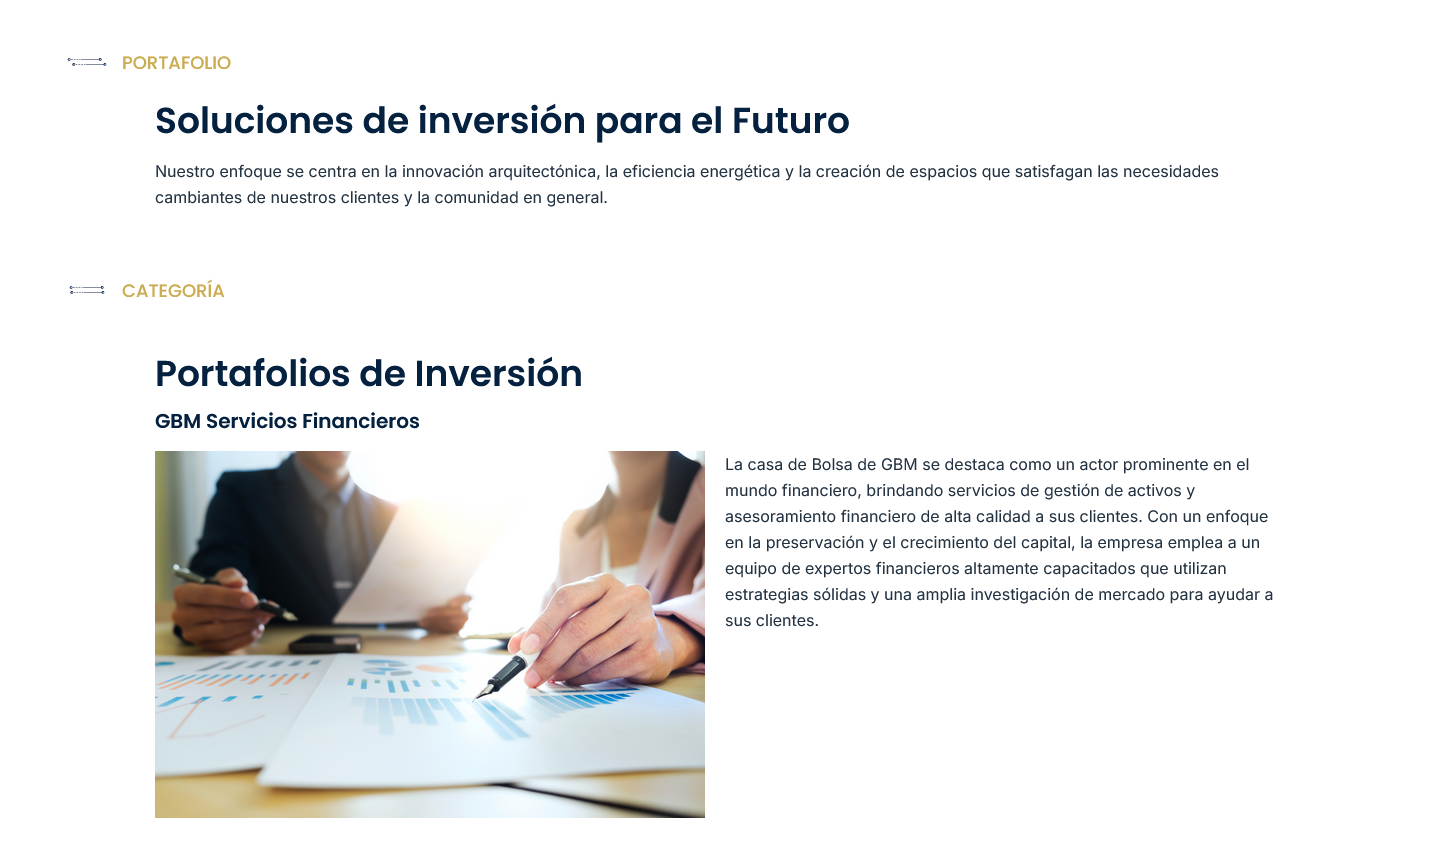 PORTAFOLIO
Soluciones de inversión para el Futuro
Nuestro enfoque se centra en la innovación arquitectónica, la eficiencia energética y la creación de espacios que satisfagan las necesidades
cambiantes de nuestros clientes y la comunidad en general.
CATEGORÍA
Portafolios de Inversión
GBM Servicios Financieros
La casa de Bolsa de GBM se destaca como un actor prominente en el
mundo financiero, brindando servicios de gestión de activos y
asesoramiento financiero de alta calidad a sus clientes. Con un enfoque
en la preservación y el crecimiento del capital, la empresa emplea a un
equipo de expertos financieros altamente capacitados que utilizan
estrategias sólidas y una amplia investigación de mercado para ayudar a
sus clientes.